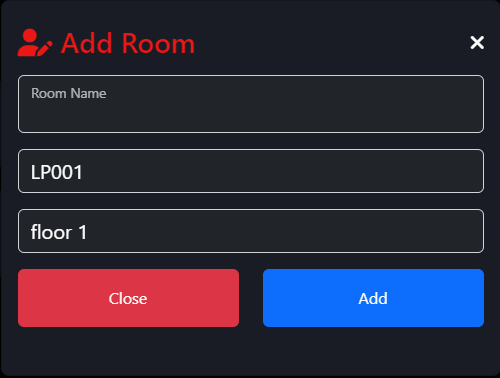 Add Room
Room Name
LP001
floor 1
Close
Add